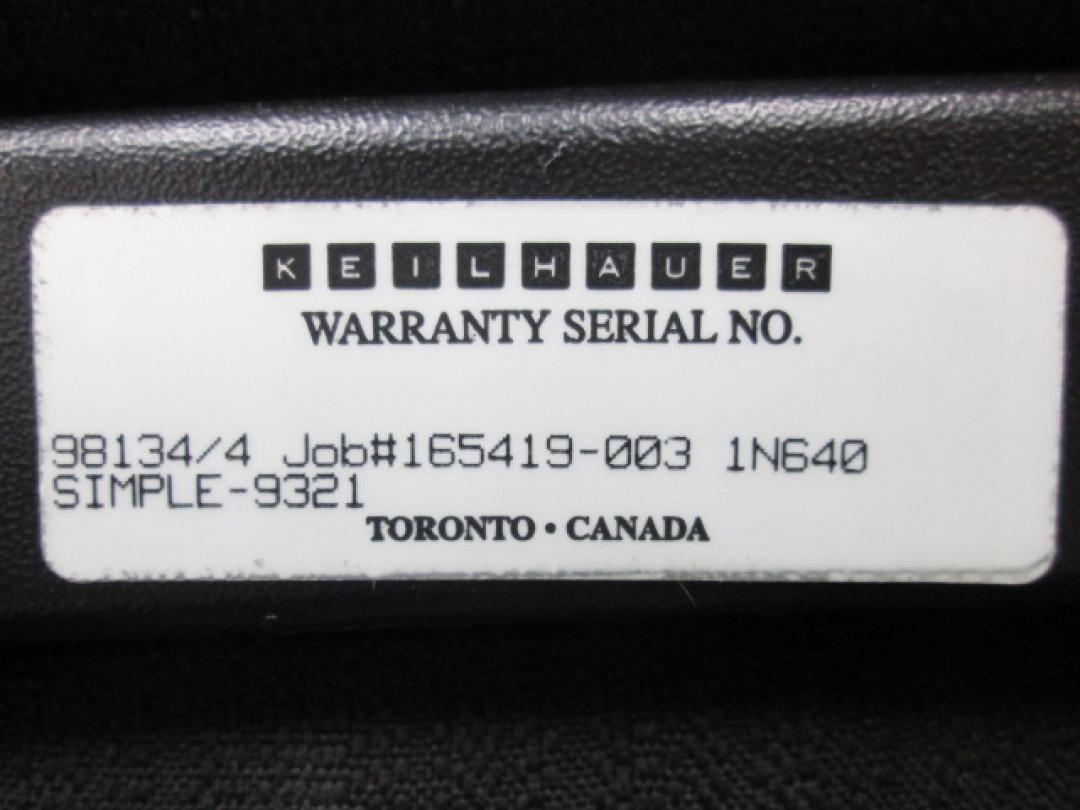 KEILHAUER
WARRANTY SERIAL NO.
98134/4 Job#165419-003 1N640
SIMPLE-9321
TORONTO • CANADA